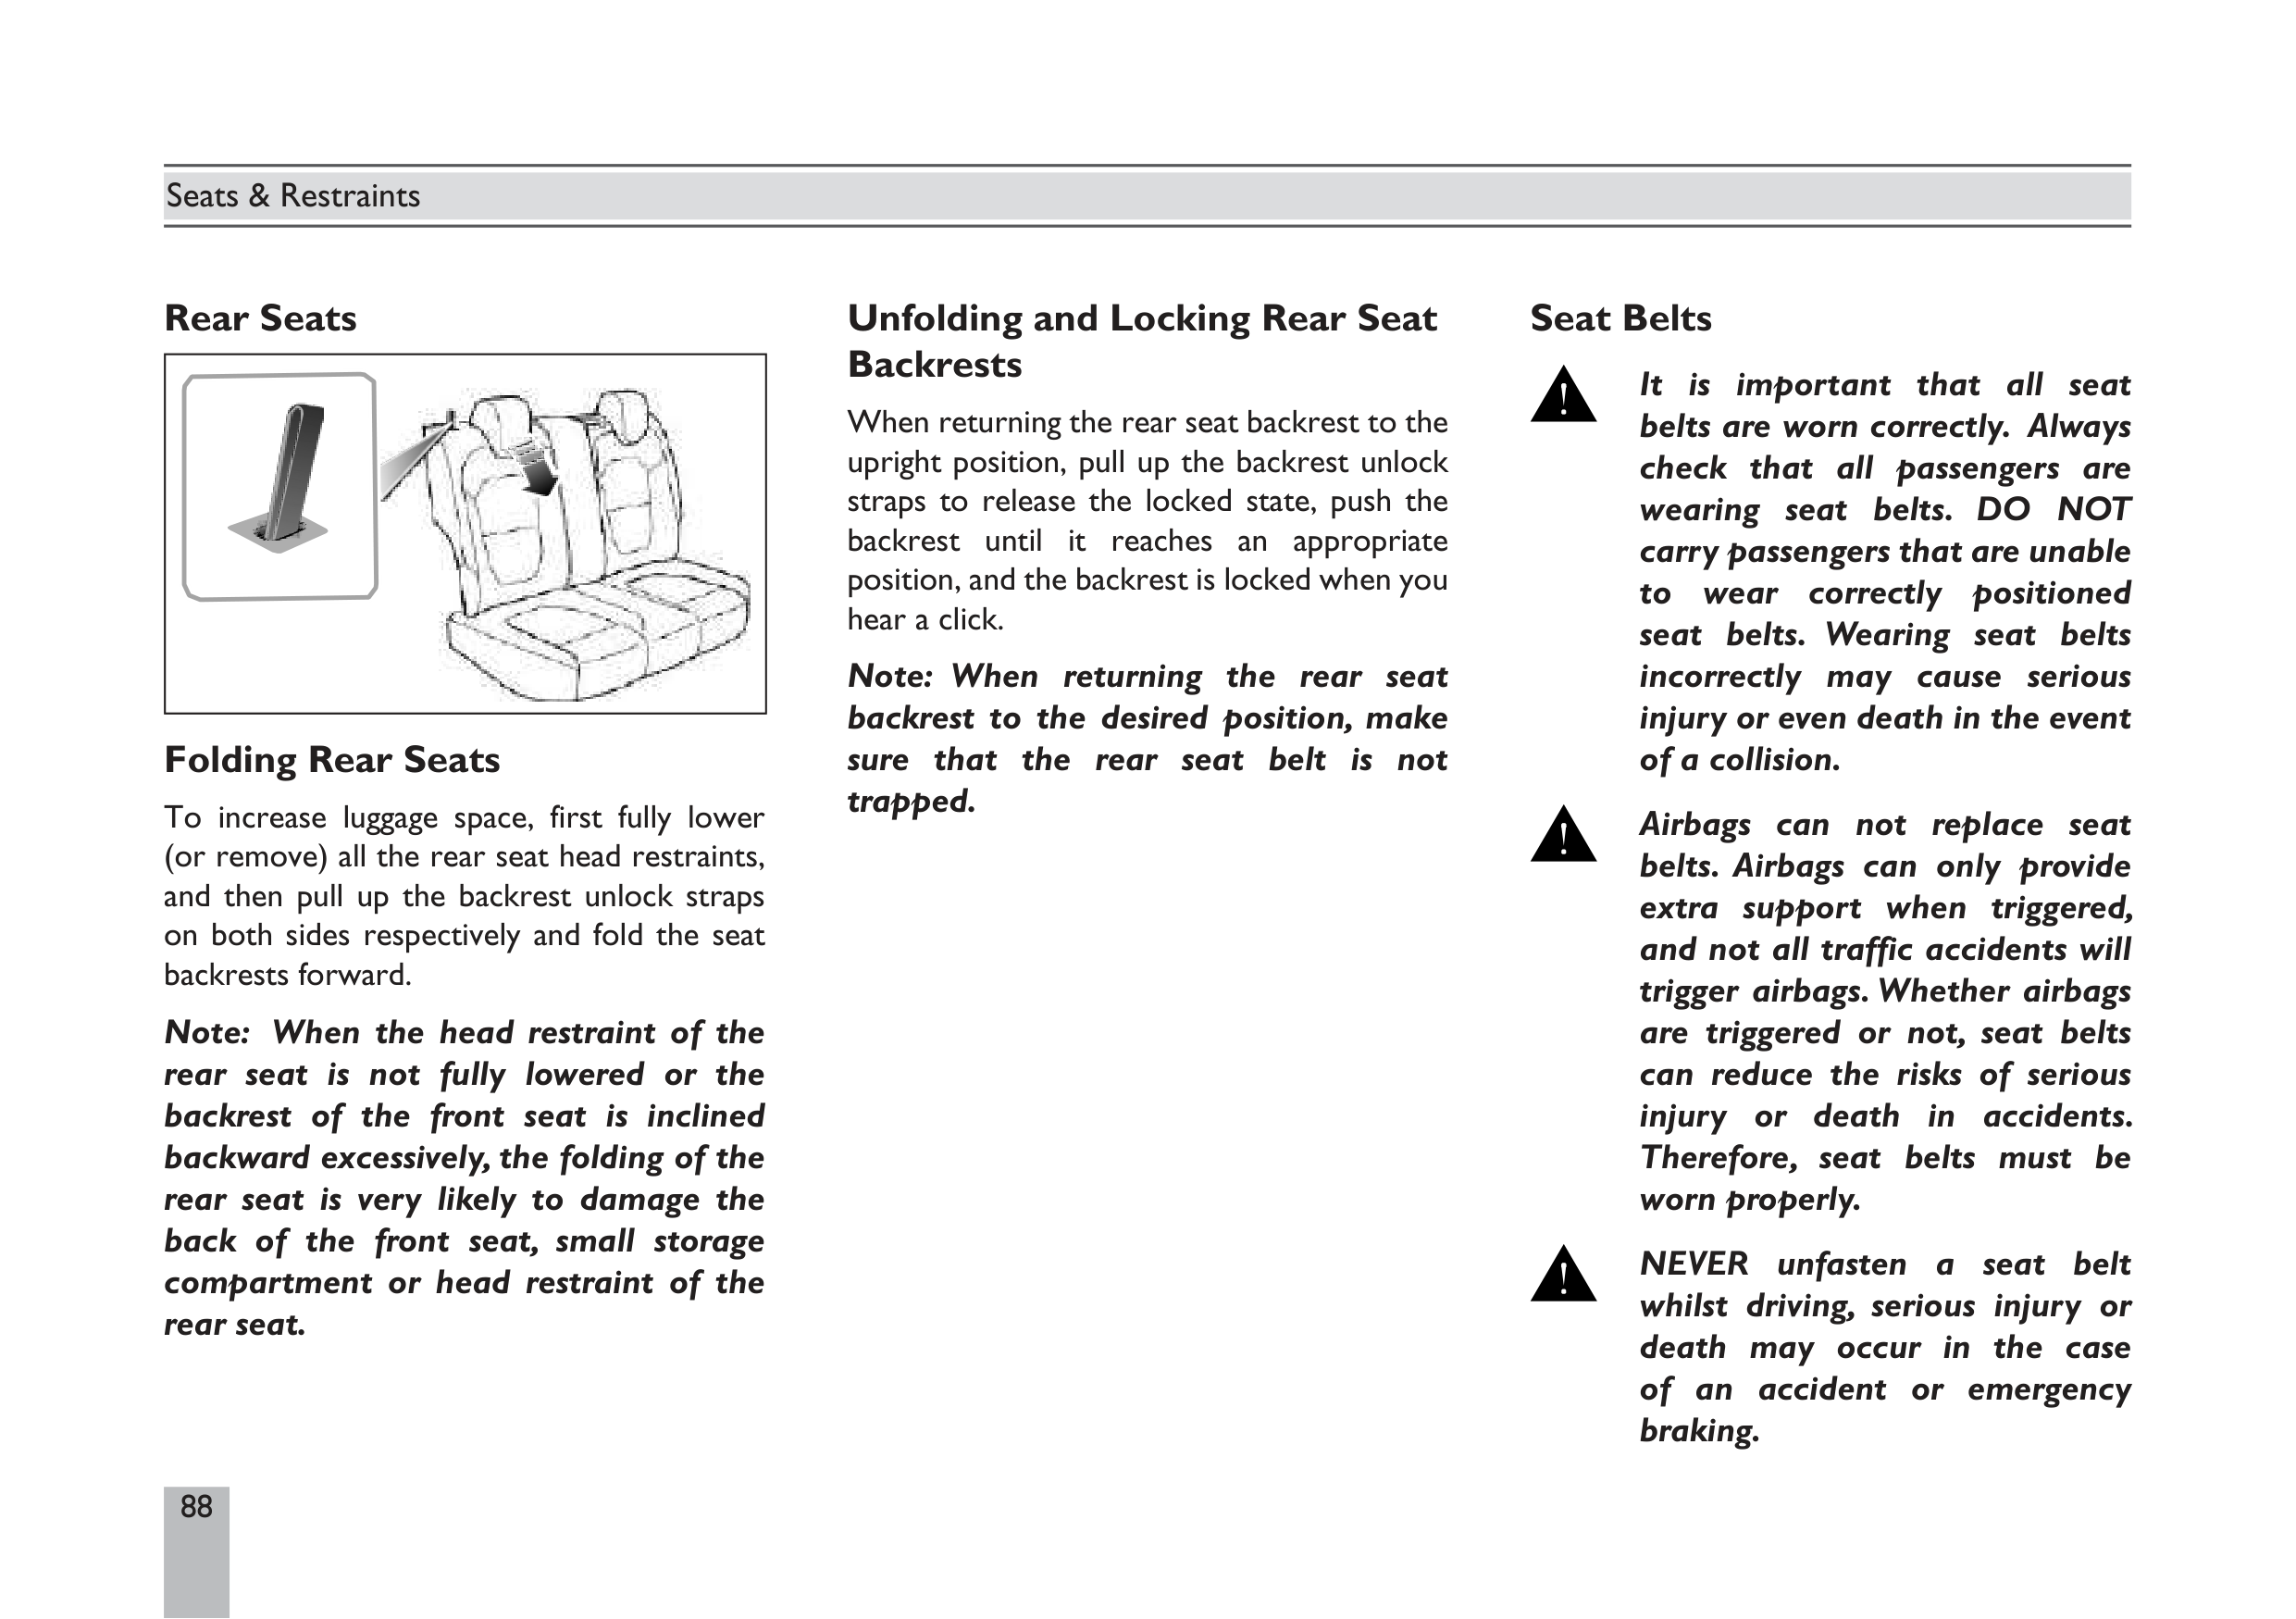 Seats & Restraints
Rear Seats
Folding Rear Seats
To increase luggage space, first fully lower
(or remove) all the rear seat head restraints,
and then pull up the backrest unlock straps
on both sides respectively and fold the seat
backrests forward.
Note: When the head restraint of the
rear seat is not fully lowered or the
backrest of the front seat is inclined
backward excessively, the folding of the
rear seat is very likely to damage the
back of the front seat, small storage
compartment or head restraint of the
rear seat.
Unfolding and Locking Rear Seat
Backrests
When returning the rear seat backrest to the
upright position, pull up the backrest unlock
straps to release the locked state, push the
backrest until it reaches an appropriate
position, and the backrest is locked when you
hear a click.
Note: When returning the rear seat
backrest to the desired position, make
sure that the rear seat belt is not
trapped.
Seat Belts
It is important that all seat
belts are worn correctly. Always
check that all passengers are
wearing seat belts. DO NOT
carry passengers that are unable
to wear correctly positioned
seat belts. Wearing seat belts
incorrectly may cause serious
injury or even death in the event
of a collision.
Airbags can not replace seat
belts. Airbags can only provide
extra support when triggered,
and not all traffic accidents will
trigger airbags. Whether airbags
are triggered or not, seat belts
can reduce the risks of serious
injury or death in accidents.
Therefore, seat belts must be
worn properly.
NEVER unfasten a seat belt
whilst driving, serious injury or
death may occur in the case
of an accident or emergency
braking.
88